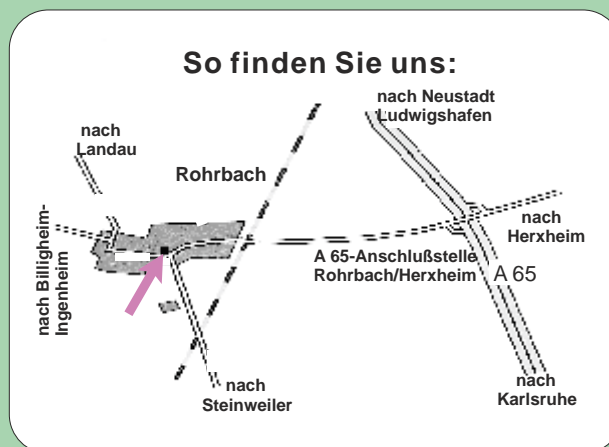 So finden Sie uns:
nach Neustadt
Ludwigshafen
nach
Landau
Rohrbach
nach Billigheim-
Ingenheim
nach
Herxheim
A 65-Anschlußstelle
Rohrbach/Herxheim
A 65
nach
Steinweiler
nach
Karlsruhe